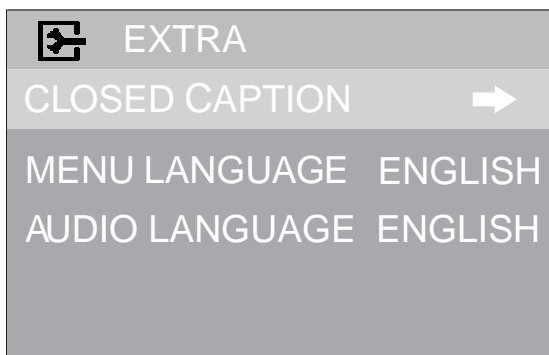 EXTRA
CLOSED CAPTION
MENU LANGUAGE ENGLISH
AUDIO LANGUAGE ENGLISH